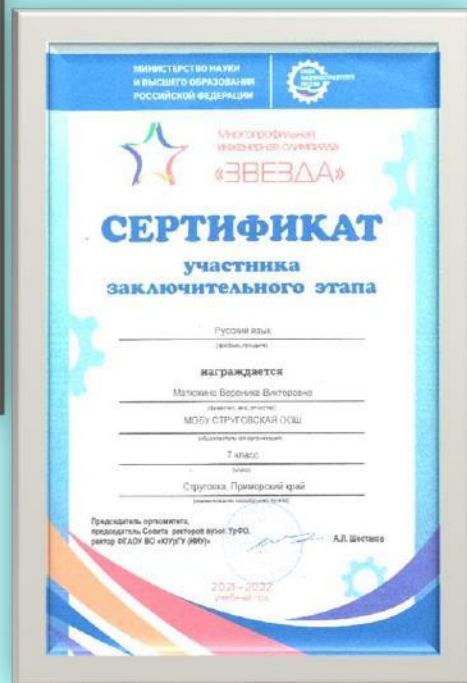 МИНИСТЕРСТВО НАУКИ
И ВЫСШЕГО ОБРАЗОВАНИЯ
РОССИЙСКОЙ ФЕДЕРАЦИИ
Многопрофильная
инженерная олимпиада
«ЗВЕЗДА»
СЕРТИФИКАТ
участника
заключительного этапа
Русский язык
награждается
Матюкина Вероника Викторовна
МОБУ СТРУГОВСКАЯ ООШ
7 класс
(класс)
Струговка, Приморский край
Председатель оргкомитета,
председатель Совета ректоров вузов УрФО,
ректор ФГАОУ ВО «ЮУрГУ (НИУ)»
А.Л. Шестаков
2021-2022
учебный год